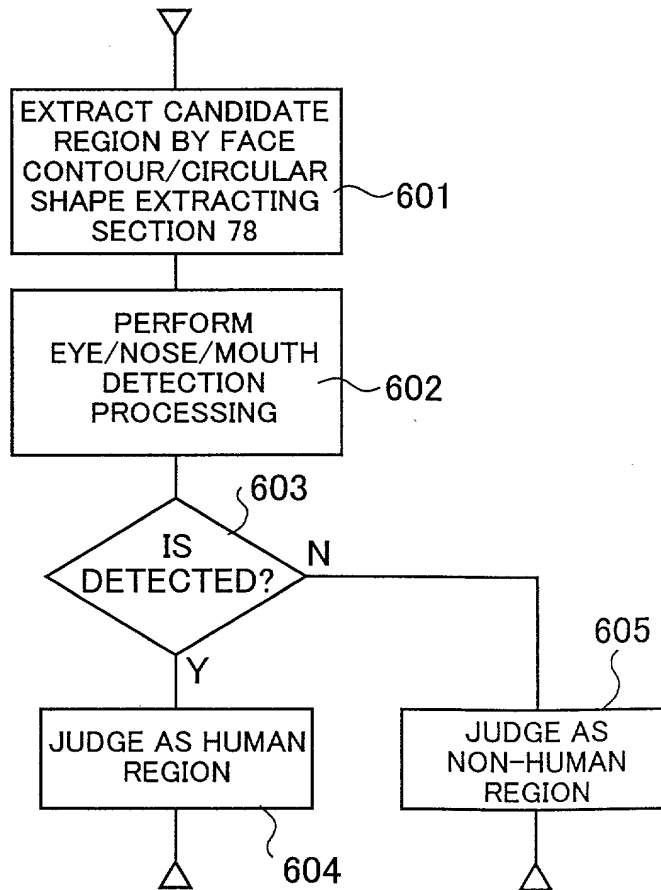 EXTRACT CANDIDATE
REGION BY FACE
CONTOUR/CIRCULAR
SHAPE EXTRACTING
SECTION 78
601
PERFORM
EYE/NOSE/MOUTH
DETECTION
PROCESSING
602
603
IS
DETECTED?
N
Y
605
JUDGE AS HUMAN
REGION
604
JUDGE AS
NON-HUMAN
REGION